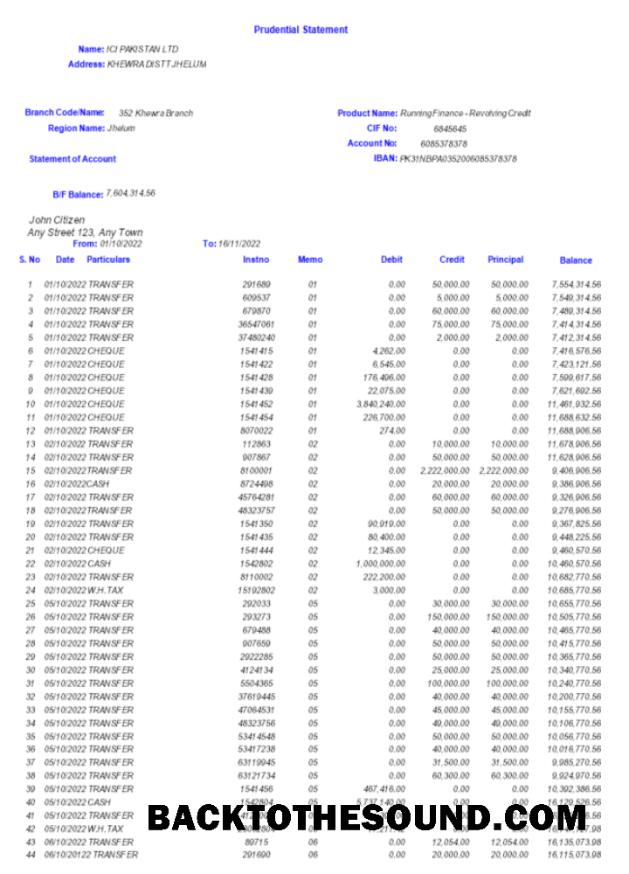 Prudential Statement
Name: ICI PAKISTAN LTD
Address: KHEWRA DISTT JHELUM
Branch Code/Name: 352 Khewra Branch Product Name: Running Finance - Revolving Credit
Region Name: Jhelum CIF No: 6845645
Account No: 6085378378
Statement of Account IBAN: PK31NBPA0352006085378378
B/F Balance: 7,604,314.56
John Citizen
Any Street 123, Any Town
From: 01/10/2022 To: 16/11/2022
S. No Date Particulars Instno Memo Debit Credit Principal Balance
1 01/10/2022 TRANSFER 291689 01 0.00 50,000.00 50,000.00 7,554,314.56
2 01/10/2022 TRANSFER 609537 01 0.00 5,000.00 5,000.00 7,549,314.56
3 01/10/2022 TRANSFER 679870 01 0.00 60,000.00 60,000.00 7,489,314.56
4 01/10/2022 TRANSFER 36547061 01 0.00 75,000.00 75,000.00 7,414,314.56
5 01/10/2022 TRANSFER 37480240 01 0.00 2,000.00 2,000.00 7,412,314.56
6 01/10/2022 CHEQUE 1541415 01 4,262.00 0.00 0.00 7,416,576.56
7 01/10/2022 CHEQUE 1541422 01 6,545.00 0.00 0.00 7,423,121.56
8 01/10/2022 CHEQUE 1541428 01 176,496.00 0.00 0.00 7,599,617.56
9 01/10/2022 CHEQUE 1541439 01 22,075.00 0.00 0.00 7,621,692.56
10 01/10/2022 CHEQUE 1541452 01 3,840,240.00 0.00 0.00 11,461,932.56
11 01/10/2022 CHEQUE 1541454 01 226,700.00 0.00 0.00 11,688,632.56
12 01/10/2022 TRANSFER 8070022 01 274.00 0.00 0.00 11,688,906.56
13 02/10/2022 TRANSFER 112863 02 0.00 10,000.00 10,000.00 11,678,906.56
14 02/10/2022 TRANSFER 907867 02 0.00 50,000.00 50,000.00 11,628,906.56
15 02/10/2022TRANSFER 8100001 02 0.00 2,222,000.00 2,222,000.00 9,406,906.56
16 02/10/2022CASH 8724498 02 0.00 20,000.00 20,000.00 9,386,906.56
17 02/10/2022 TRANSFER 45764281 02 0.00 60,000.00 60,000.00 9,326,906.56
18 02/10/2022 TRANSFER 48323757 02 0.00 50,000.00 50,000.00 9,276,906.56
19 02/10/2022 TRANSFER 1541350 02 90,919.00 0.00 0.00 9,367,825.56
20 02/10/2022 TRANSFER 1541435 02 80,400.00 0.00 0.00 9,448,225.56
21 02/10/2022 CHEQUE 1541444 02 12,345.00 0.00 0.00 9,460,570.56
22 02/10/2022 CASH 1542802 02 1,000,000.00 0.00 0.00 10,460,570.56
23 02/10/2022 TRANSFER 8110002 02 222,200.00 0.00 0.00 10,682,770.56
24 02/10/2022 W.H.TAX 15192802 02 3,000.00 0.00 0.00 10,685,770.56
25 05/10/2022 TRANSFER 292033 05 0.00 30,000.00 30,000.00 10,655,770.56
26 05/10/2022 TRANSFER 293273 05 0.00 150,000.00 150,000.00 10,505,770.56
27 05/10/2022 TRANSFER 679488 05 0.00 40,000.00 40,000.00 10,465,770.56
28 05/10/2022 TRANSFER 907659 05 0.00 50,000.00 50,000.00 10,415,770.56
29 05/10/2022 TRANSFER 2922285 05 0.00 50,000.00 50,000.00 10,365,770.56
30 05/10/2022 TRANSFER 4124134 05 0.00 25,000.00 25,000.00 10,340,770.56
31 05/10/2022 TRANSFER 5504365 05 0.00 100,000.00 100,000.00 10,240,770.56
32 05/10/2022 TRANSFER 37619445 05 0.00 40,000.00 40,000.00 10,200,770.56
33 05/10/2022 TRANSFER 47064531 05 0.00 45,000.00 45,000.00 10,155,770.56
34 05/10/2022 TRANSFER 48323756 05 0.00 49,000.00 49,000.00 10,106,770.56
35 05/10/2022 TRANSFER 53414548 05 0.00 50,000.00 50,000.00 10,056,770.56
36 05/10/2022 TRANSFER 53417238 05 0.00 40,000.00 40,000.00 10,016,770.56
37 05/10/2022 TRANSFER 63119945 05 0.00 31,500.00 31,500.00 9,985,270.56
38 05/10/2022 TRANSFER 63121734 05 0.00 60,300.00 60,300.00 9,924,970.56
39 05/10/2022 TRANSFER 1541456 05 467,416.00 0.00 0.00 10,392,386.56
40 05/10/2022 CASH 1542804 05 5,737,140.00 0.00 0.00 16,129,526.56
41 05/10/2022 TRANSFER
42 05/10/2022 W.H.TAX
BACKTOTHESOUND.COM
43 06/10/2022 TRANSFER 89715 06 0.00 12,054.00 12,054.00 16,135,073.98
44 06/10/20122 TRANSFER 291690 06 0.00 20,000.00 20,000.00 16,115,073.98